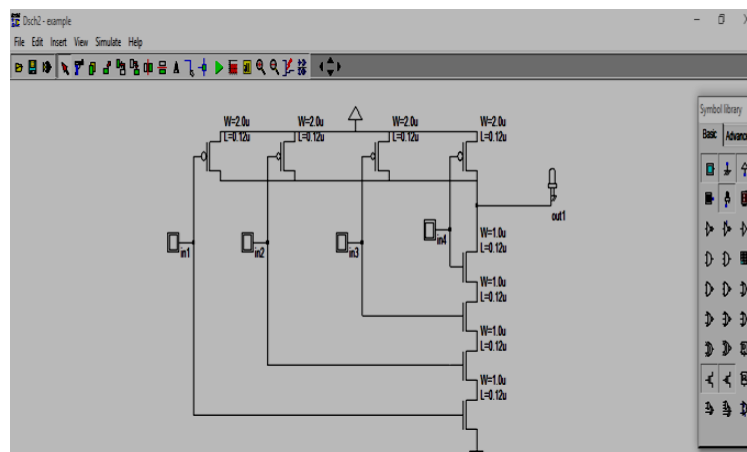 Dsch2 - example
File Edit Insert View Simulate Help
Symbol library
Basic Advance
W=2.0u W=2.0u W=2.0u W=2.0u
L=0.12u L=0.12u L=0.12u L=0.12u
out1
in1 in2 in3 in4
W=1.0u
L=0.12u
W=1.0u
L=0.12u
W=1.0u
L=0.12u
W=1.0u
L=0.12u